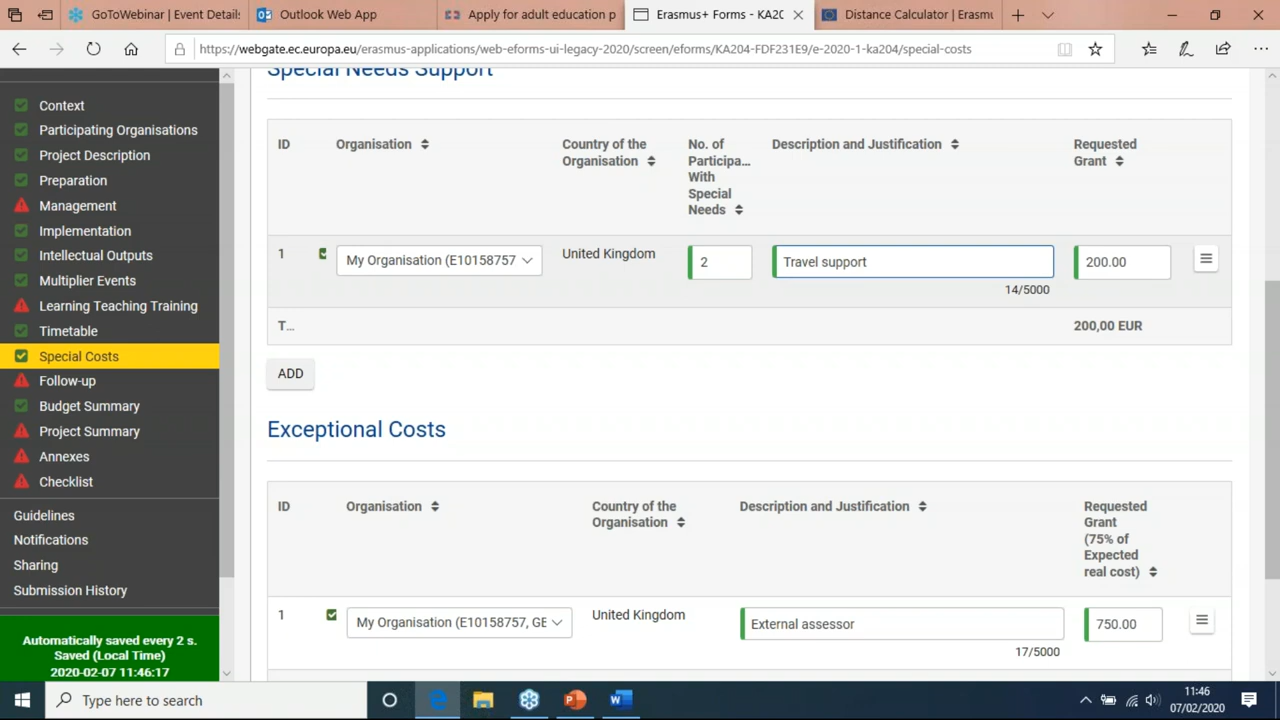 GoToWebinar | Event Details
Outlook Web App
Apply for adult education p
Erasmus+ Forms - KA20
Distance Calculator | Erasmu
https://webgate.ec.europa.eu/erasmus-applications/web-eforms-ui-legacy-2020/screen/eforms/KA204-FDF231E9/e-2020-1-ka204/special-costs
Context
Participating Organisations
Project Description
Preparation
Management
Implementation
Intellectual Outputs
Multiplier Events
Learning Teaching Training
Timetable
Special Costs
Follow-up
Budget Summary
Project Summary
Annexes
Checklist
Guidelines
Notifications
Sharing
Submission History
Automatically saved every 2 s.
Saved (Local Time)
2020-02-07 11:46:17
Special Needs Support
ID
Organisation
Country of the
Organisation
No. of
Participa...
With
Special
Needs
Description and Justification
Requested
Grant
1
My Organisation (E10158757
United Kingdom
2
Travel support
200.00
14/5000
T...
200,00 EUR
ADD
Exceptional Costs
ID
Organisation
Country of the
Organisation
Description and Justification
Requested
Grant
(75% of
Expected
real cost)
1
My Organisation (E10158757, GE
United Kingdom
External assessor
750.00
17/5000
Type here to search
11:46
07/02/2020